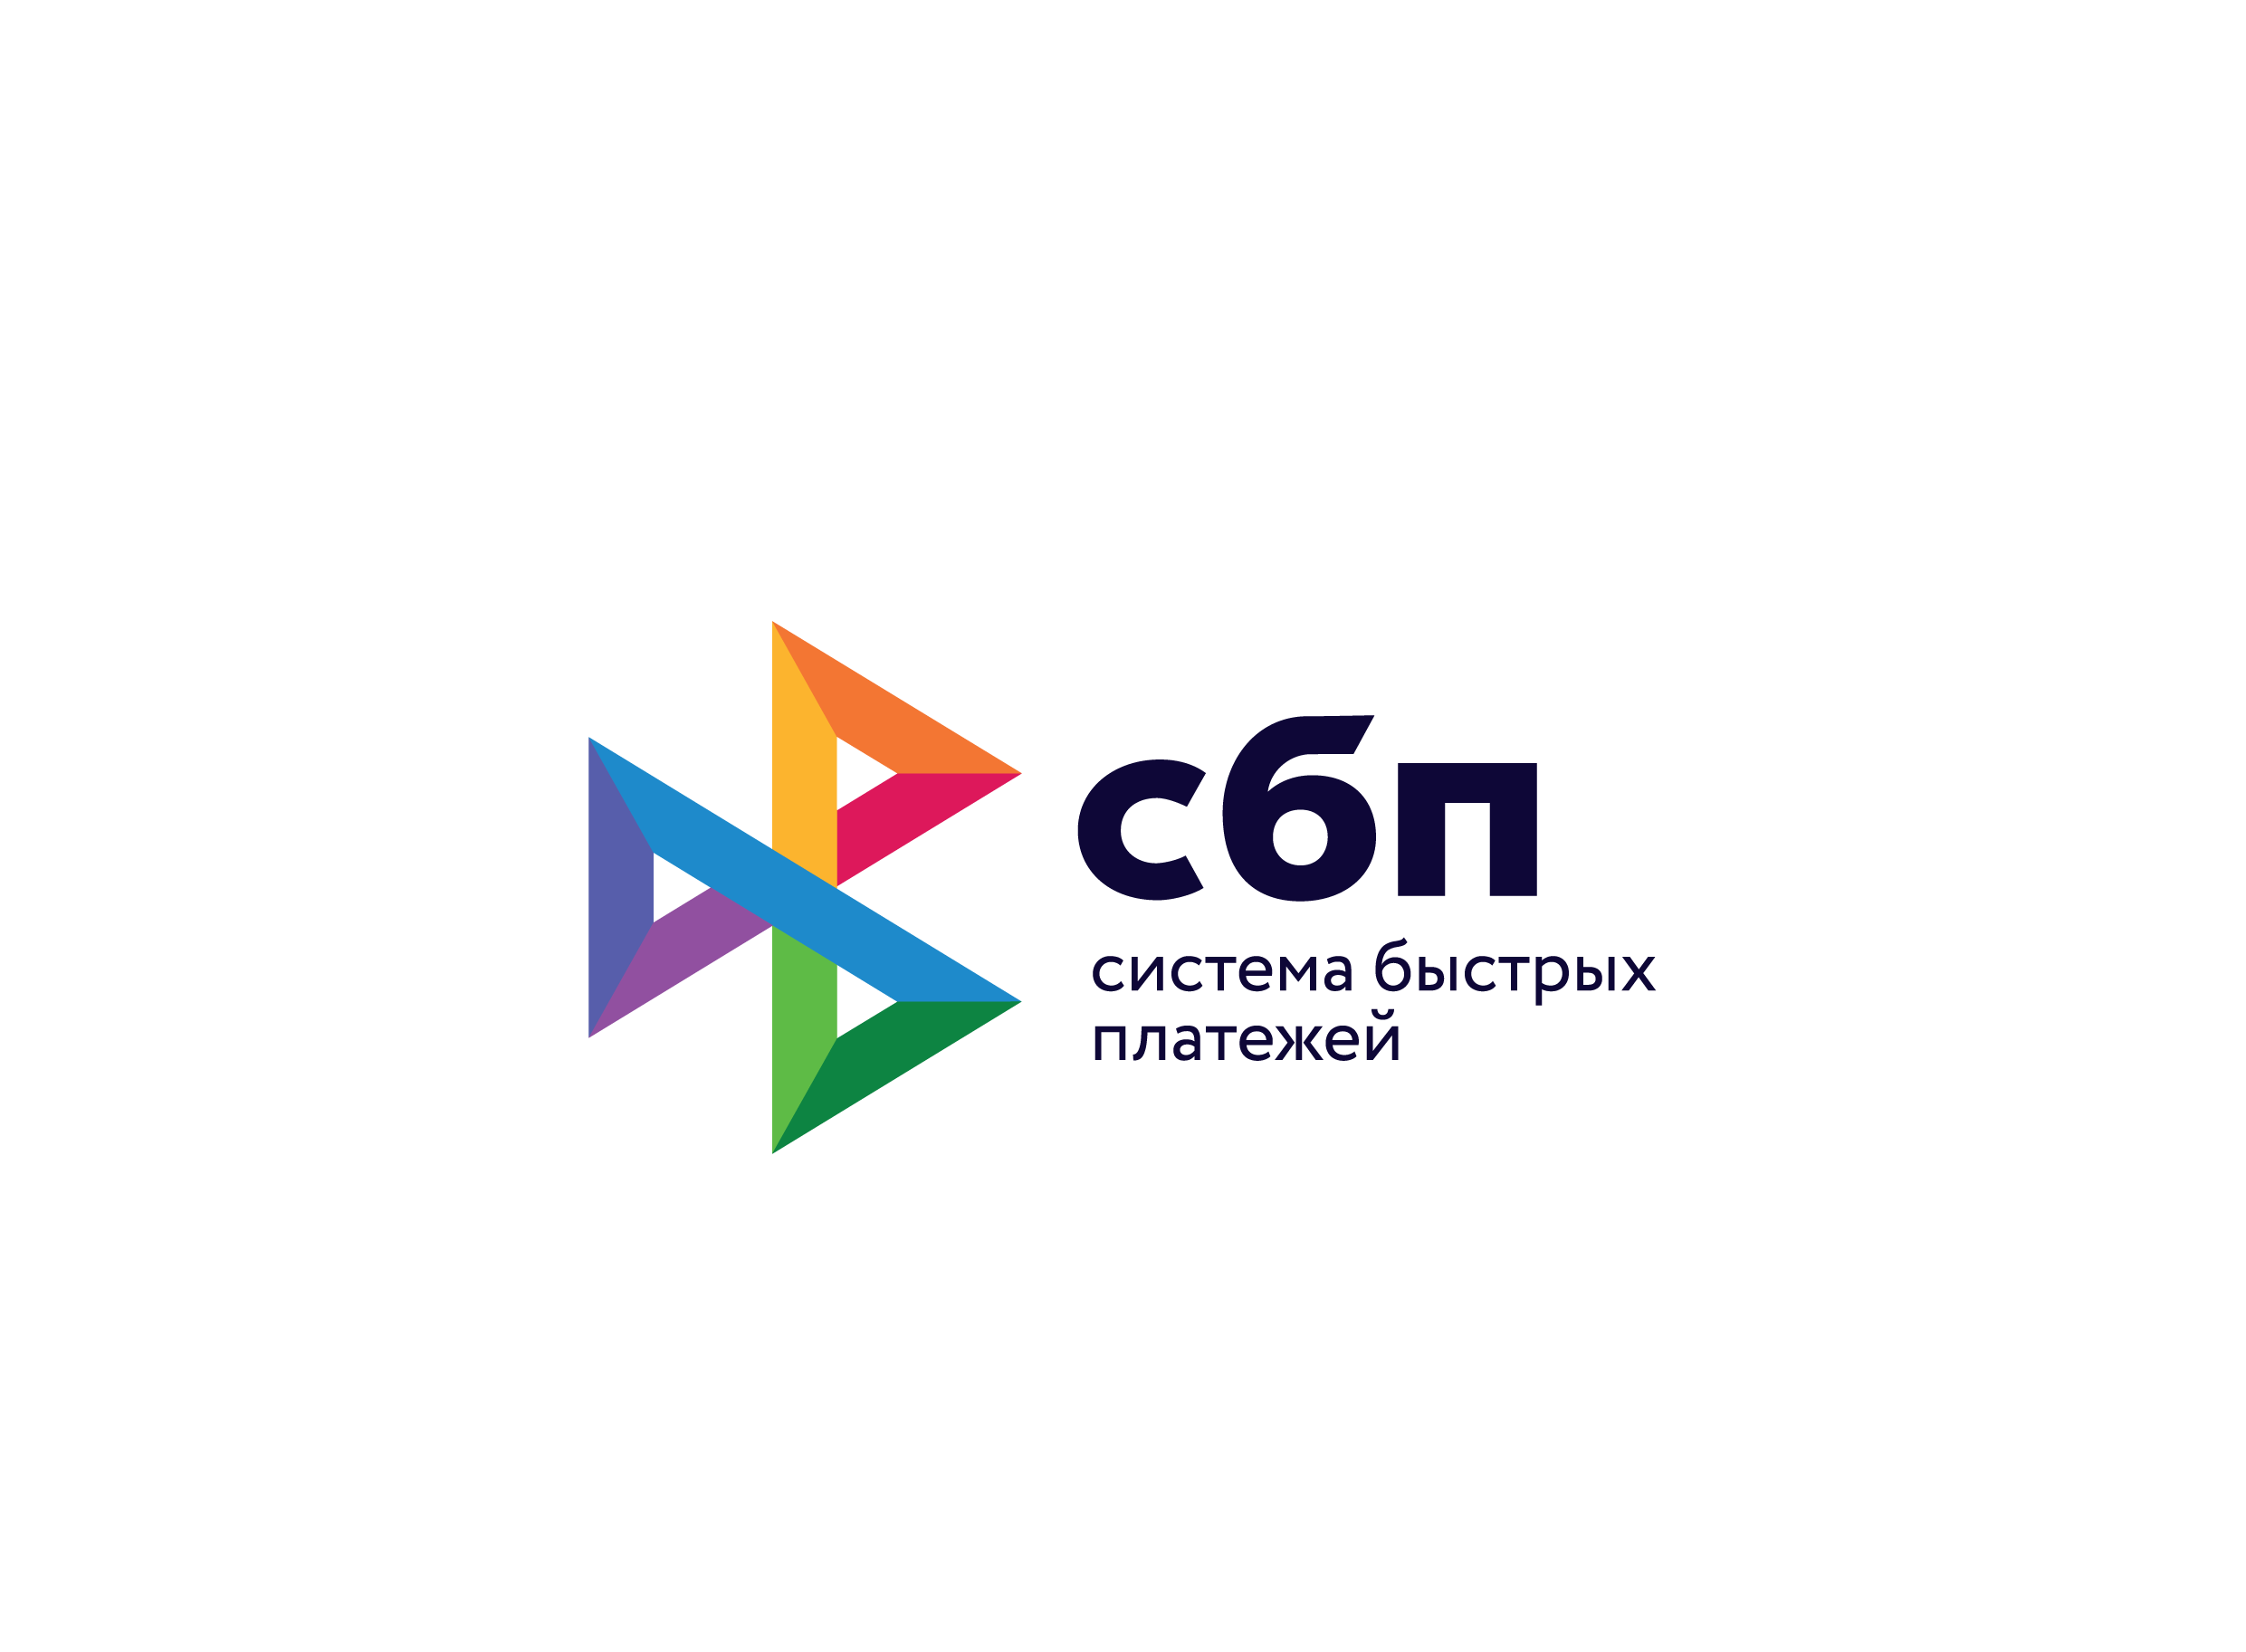 сбп
система быстрых
платежей